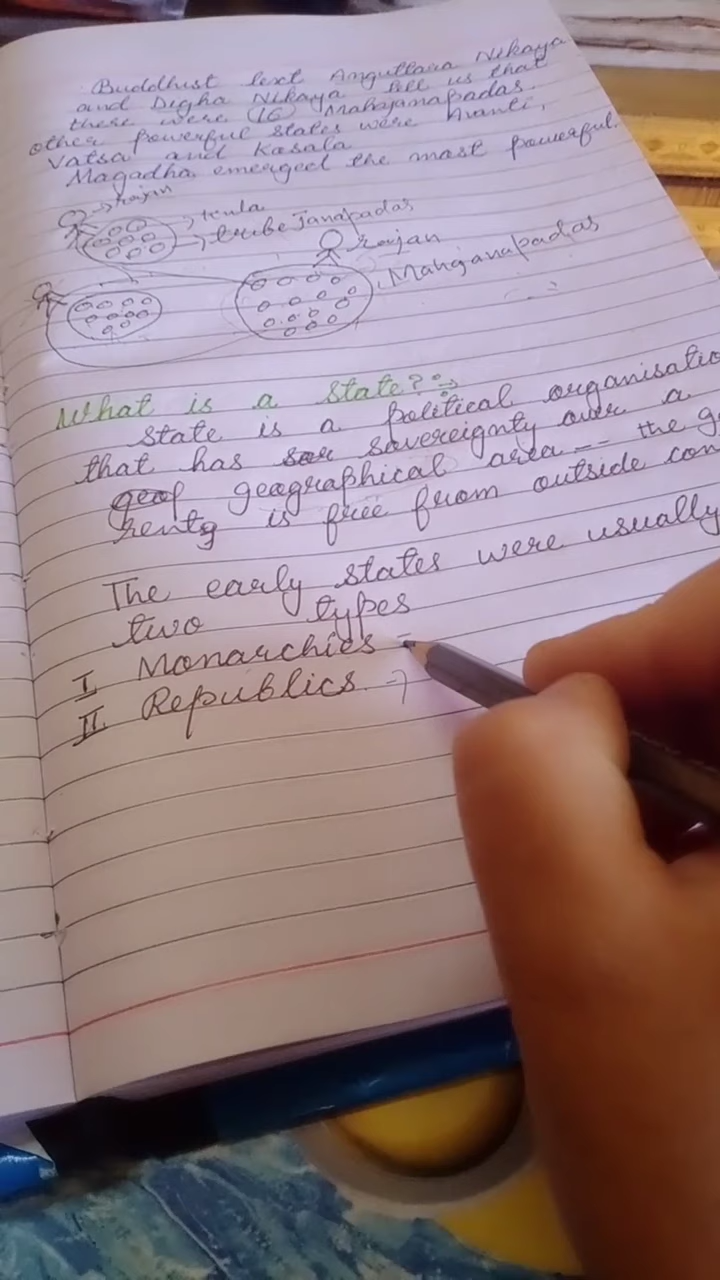 Buddhist text Anguttara Nikaya
and Digha Nikaya tell us that
there were (16) Mahajanapadas.
other powerful states were Avanti,
Vatsa and Kosala
Magadha emerged the most powerful.
rajan
tribe Janapadas
rajan
Mahganapadas
What is a state?
State is a political organisatio
that has sovereignty over a
geographical area -- the g
is free from outside con
The early states were usually
two types
I Monarchies -
II Republics →